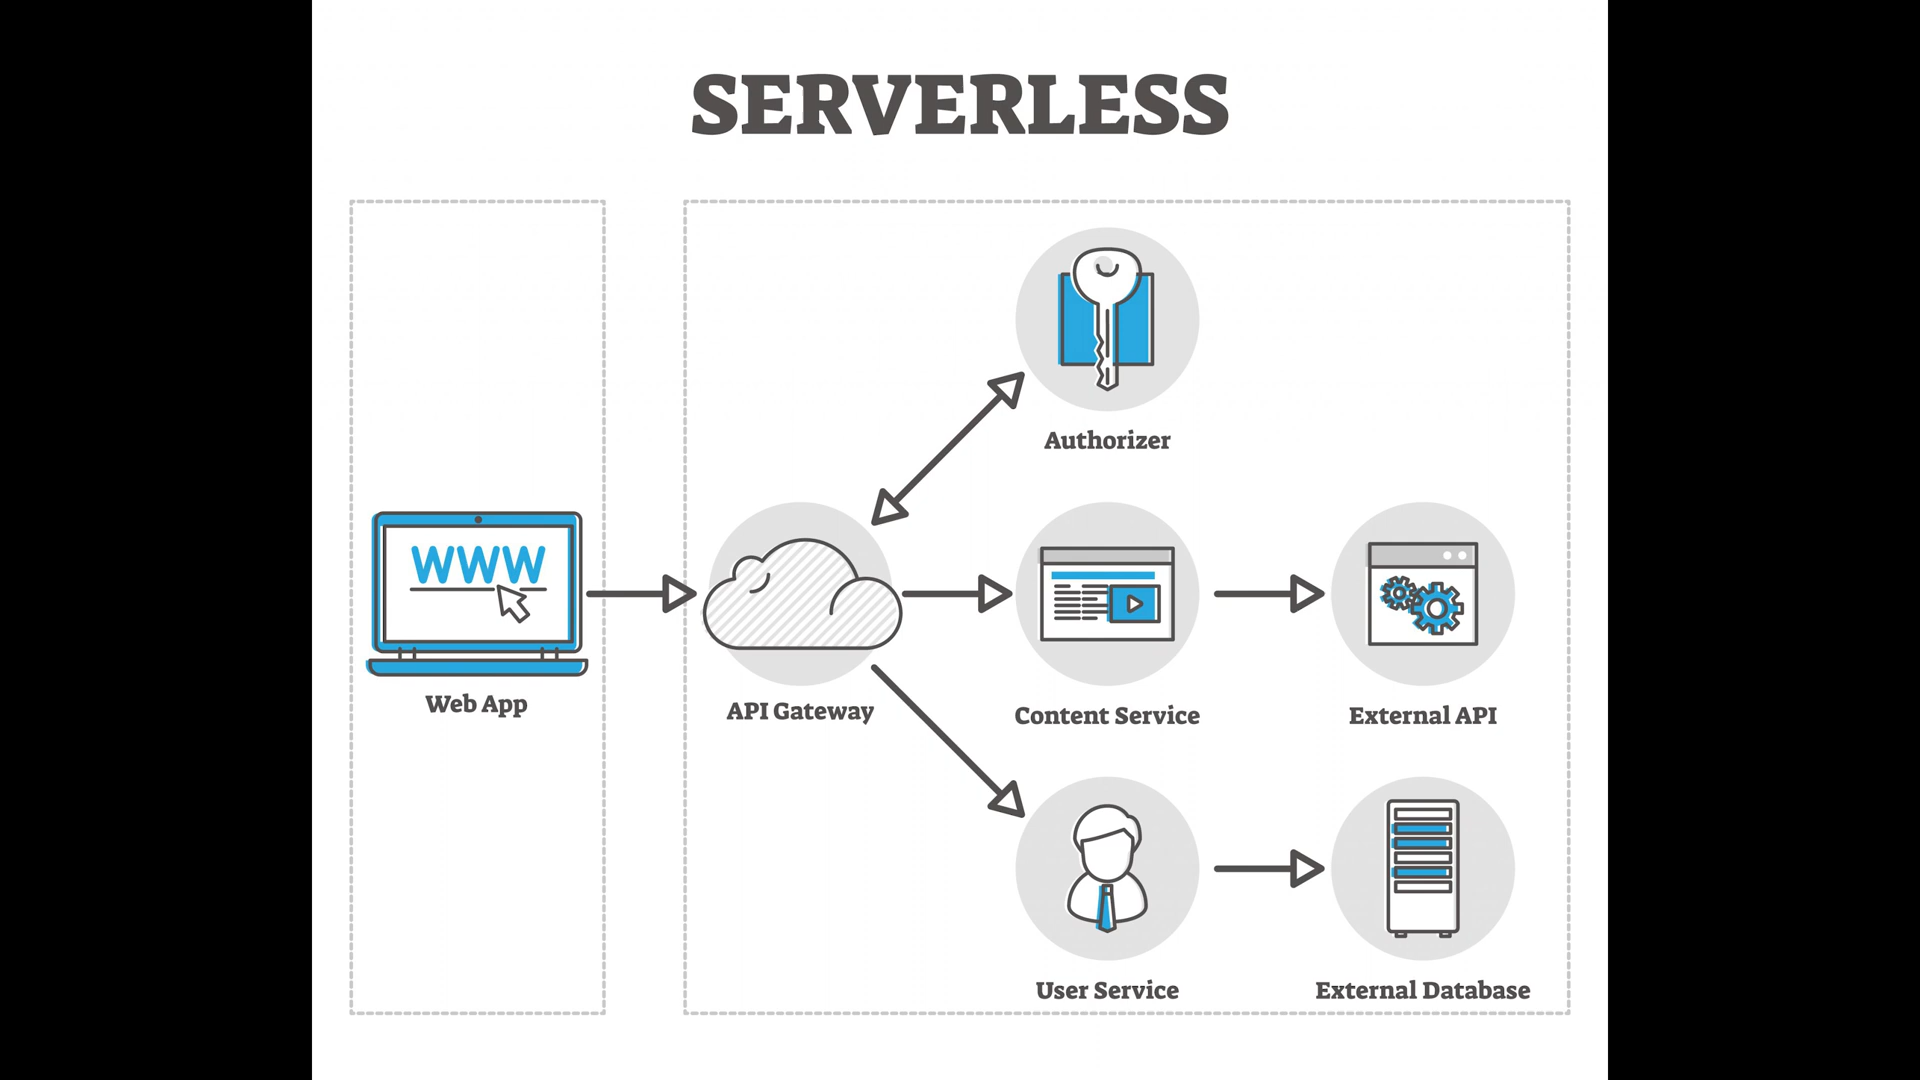 SERVERLESS
Authorizer
WWW
Web App
API Gateway
Content Service
External API
User Service
External Database